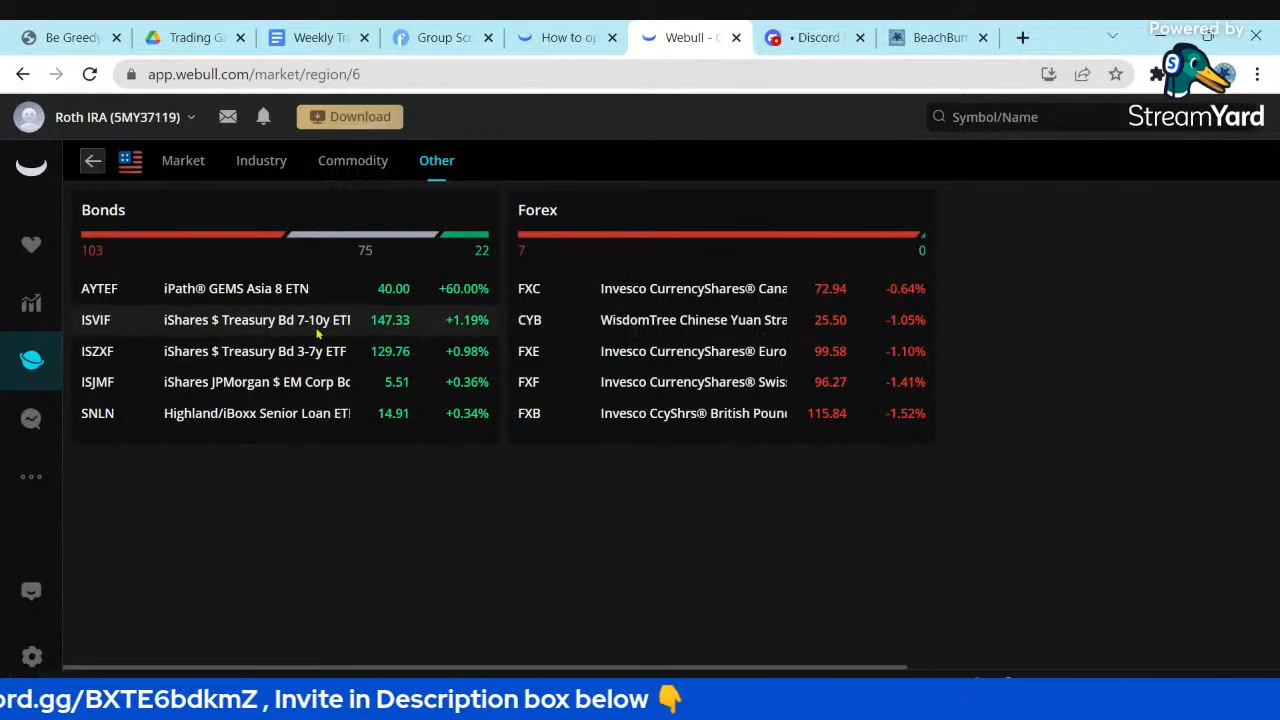 Powered by
StreamYard
Be Greedy
Trading Ga
Weekly Tr
Group Sc
How to op
Webull - C
• Discord
BeachBum
app.webull.com/market/region/6
Roth IRA (5MY37119)
Download
Symbol/Name
Market
Industry
Commodity
Other
Bonds
103
75
22
AYTEF iPath® GEMS Asia 8 ETN 40.00 +60.00%
ISVIF iShares $ Treasury Bd 7-10y ETF 147.33 +1.19%
ISZXF iShares $ Treasury Bd 3-7y ETF 129.76 +0.98%
ISJMF iShares JPMorgan $ EM Corp Bo 5.51 +0.36%
SNLN Highland/iBoxx Senior Loan ETF 14.91 +0.34%
Forex
7
0
FXC Invesco CurrencyShares® Cana 72.94 -0.64%
CYB WisdomTree Chinese Yuan Stra 25.50 -1.05%
FXE Invesco CurrencyShares® Euro 99.58 -1.10%
FXF Invesco CurrencyShares® Swis 96.27 -1.41%
FXB Invesco CcyShrs® British Pound 115.84 -1.52%
ord.gg/BXTE6bdkmZ , Invite in Description box below 👇